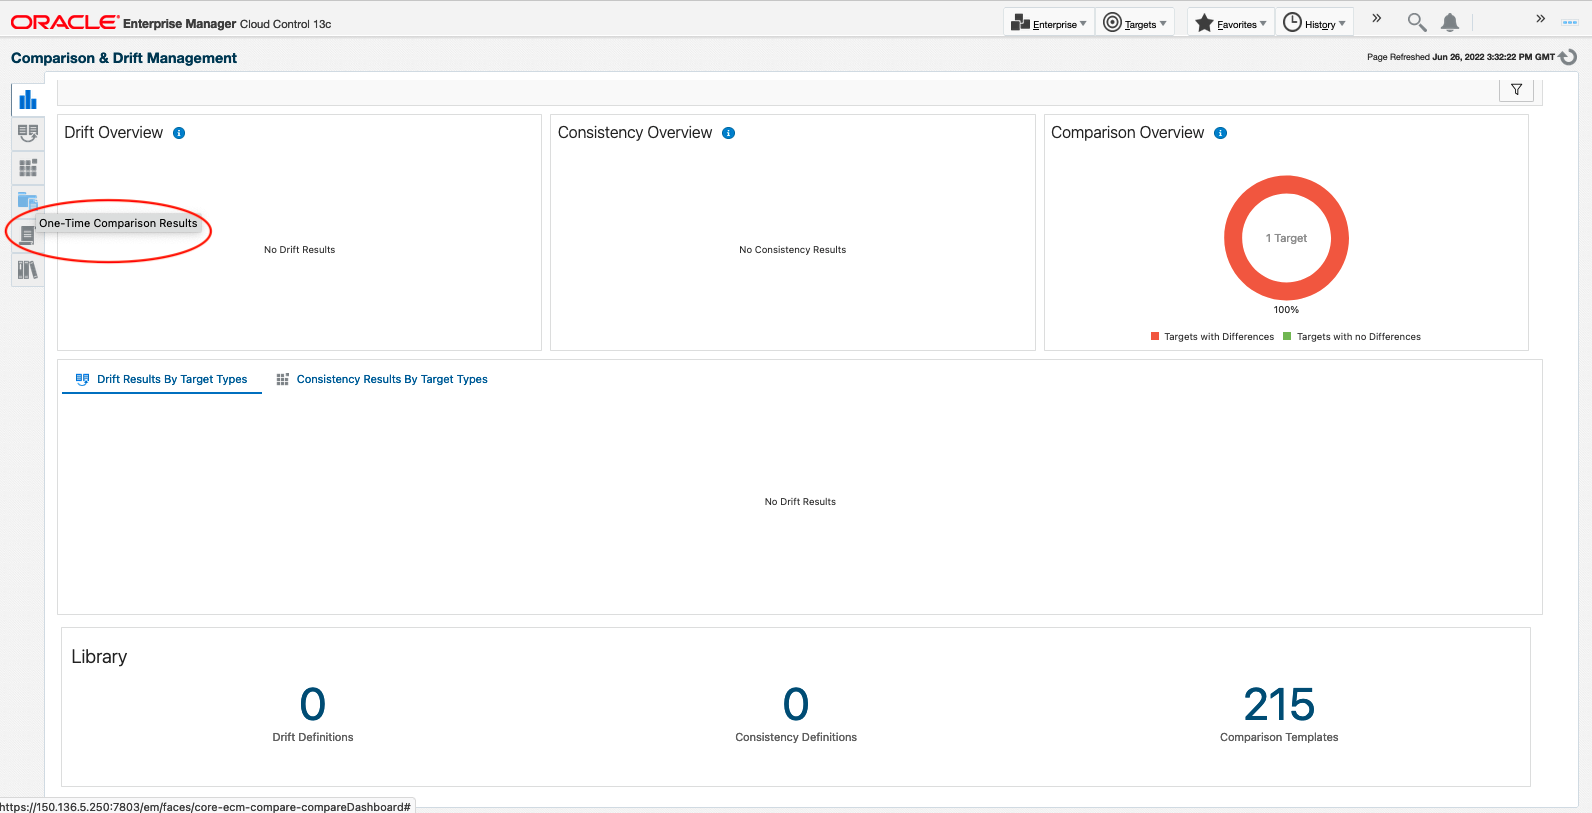 ORACLE Enterprise Manager Cloud Control 13c
Enterprise
Targets
Favorites
History
Comparison & Drift Management
Page Refreshed Jun 26, 2022 3:32:22 PM GMT
Drift Overview
Consistency Overview
Comparison Overview
One-Time Comparison Results
No Drift Results
No Consistency Results
1 Target
100%
Targets with Differences
Targets with no Differences
Drift Results By Target Types
Consistency Results By Target Types
No Drift Results
Library
0
0
215
Drift Definitions
Consistency Definitions
Comparison Templates
https://150.136.5.250:7803/em/faces/core-ecm-compare-compareDashboard#